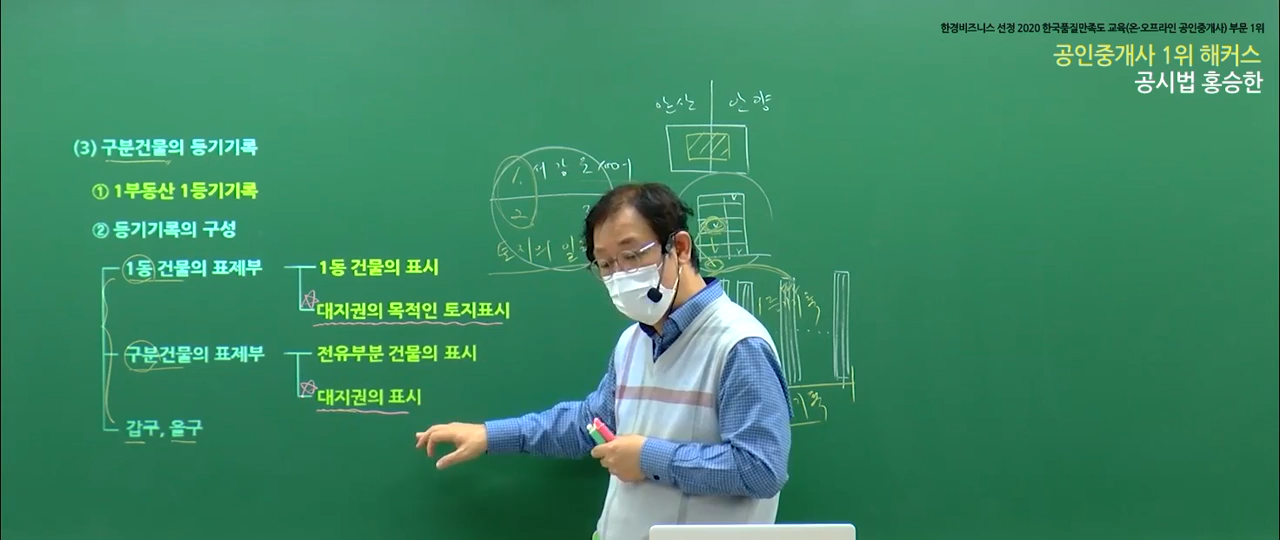 한경비즈니스 선정 2020 한국품질만족도 교육(온·오프라인 공인중개사) 부문 1위
공인중개사 1위 해커스
공시법 홍승한
(3) 구분건물의 등기기록
① 1부동산 1등기기록
② 등기기록의 구성
1동 건물의 표제부
1동 건물의 표시
대지권의 목적인 토지표시
구분건물의 표제부
전유부분 건물의 표시
대지권의 표시
갑구, 을구
안산 안양
1.
2
토지의